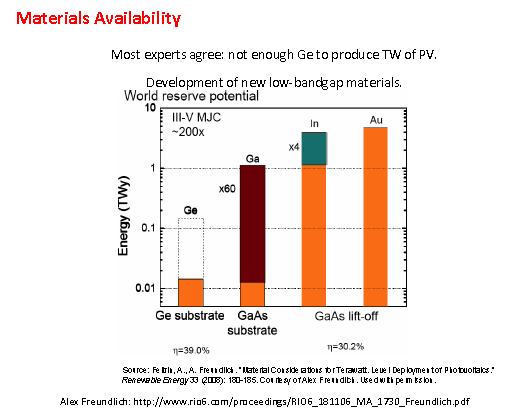 Materials Availability
Most experts agree: not enough Ge to produce TW of PV.
Development of new low-bandgap materials.
World reserve potential
III-V MJC
~200x
Ge
x60
Ga
x4
In
Au
Energy (TWy)
10
1
0.1
0.01
Ge substrate
GaAs
substrate
GaAs lift-off
η=39.0%
η=30.2%
Source: Feltrin, A., A. Freundlich. "Material Considerations for Terawatt Level Deployment of Photovoltaics."
Renewable Energy 33 (2008): 180-185. Courtesy of Alex Freundlich. Used with permission.
Alex Freundlich: http://www.rio6.com/proceedings/RIO6_181106_MA_1730_Freundlich.pdf